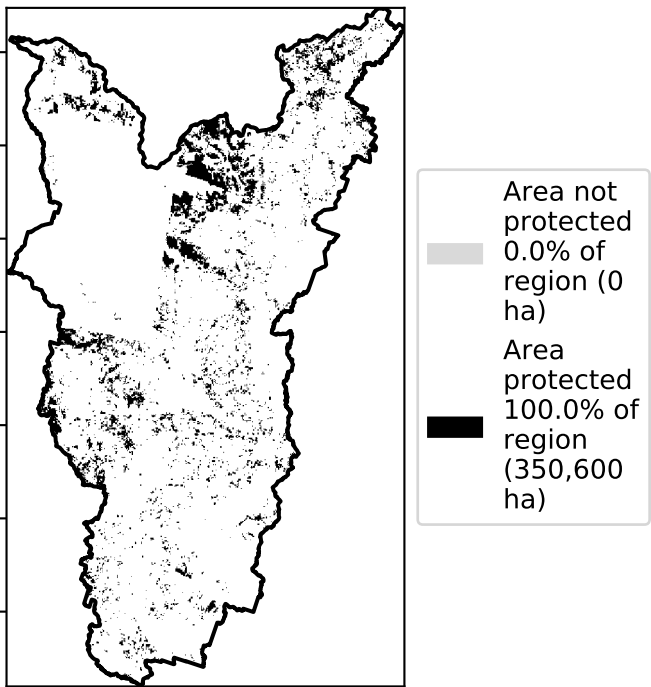 Area not
protected
0.0% of
region (0
ha)
Area
protected
100.0% of
region
(350,600
ha)